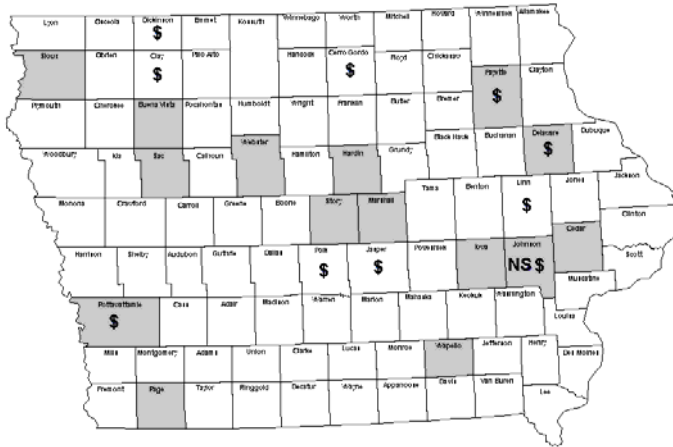 Lyon Osceola Dickinson Emmet Kossuth Winnebago Worth Mitchell Howard Winneshiek Allamakee
$
Sioux Obrien Clay Palo Alto Hancock Cerro Gordo Floyd Chickasaw Fayette Clayton
$ $ $
Plymouth Cherokee Buena Vista Pocahontas Humboldt Wright Franklin Butler Bremer
Woodbury Ida Sac Calhoun Webster Hamilton Hardin Grundy Black Hawk Buchanan Delaware Dubuque
$
Monona Crawford Carroll Greene Boone Story Marshall Tama Benton Linn Jones Jackson
$
Clinton
Harrison Shelby Audubon Guthrie Dallas Polk Jasper Poweshiek Iowa Johnson Cedar Scott
$ $ NS $
Muscatine
Pottawattamie Cass Adair Madison Warren Marion Mahaska Keokuk Washington Louisa
$
Mills Montgomery Adams Union Clarke Lucas Monroe Wapello Jefferson Henry Des Moines
Fremont Page Taylor Ringgold Decatur Wayne Appanoose Davis Van Buren Lee